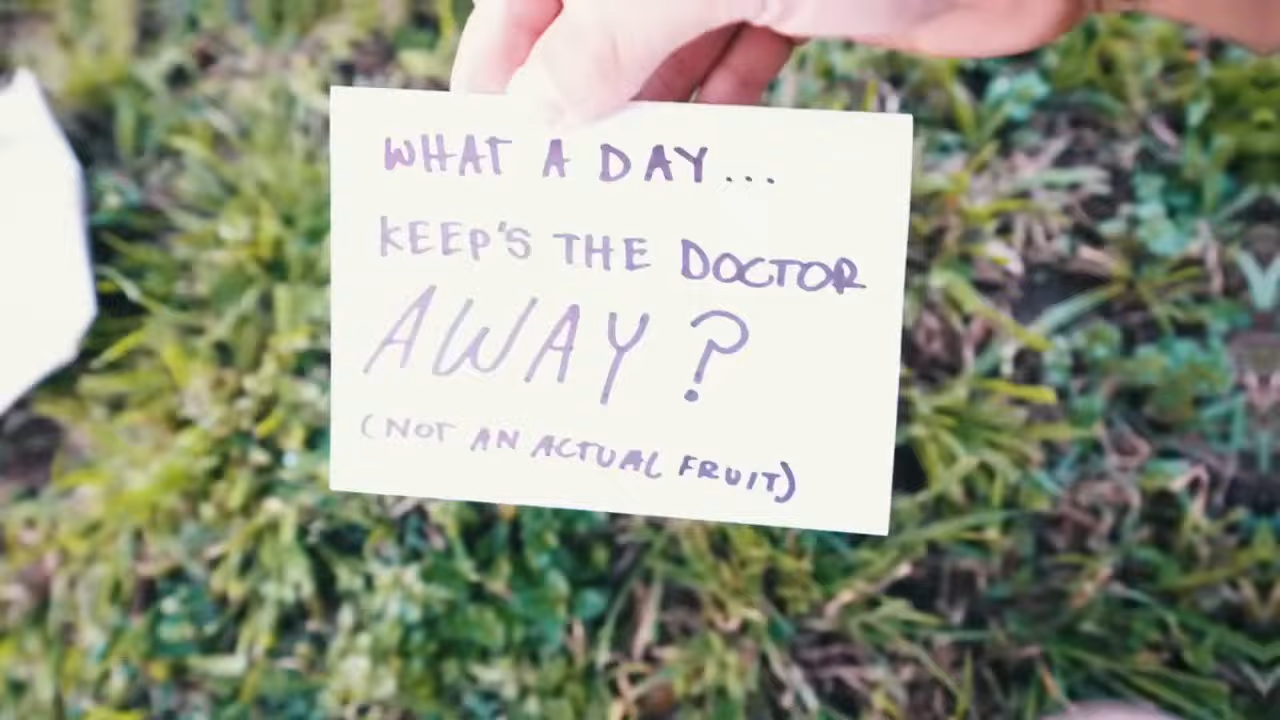 WHAT A DAY...
KEEP'S THE DOCTOR
AWAY?
(NOT AN ACTUAL FRUIT)